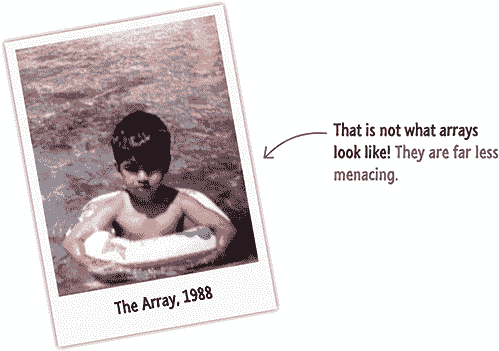 The Array, 1988
That is not what arrays
look like! They are far less
menacing.